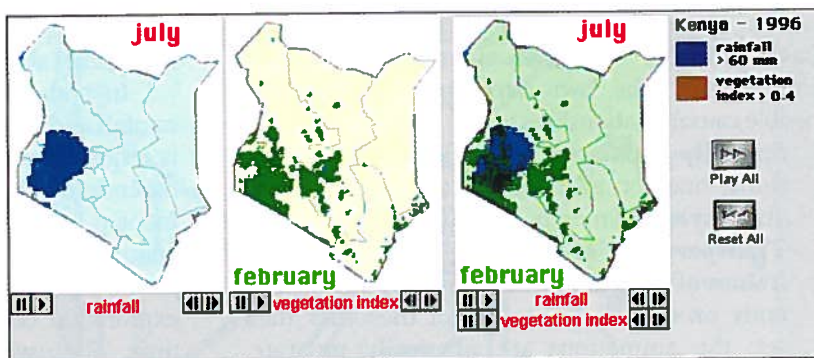 july
rainfall
february
vegetation index
july
february
rainfall
vegetation index
Kenya - 1996
rainfall
> 60 mm
vegetation
index > 0.4
Play All
Reset All